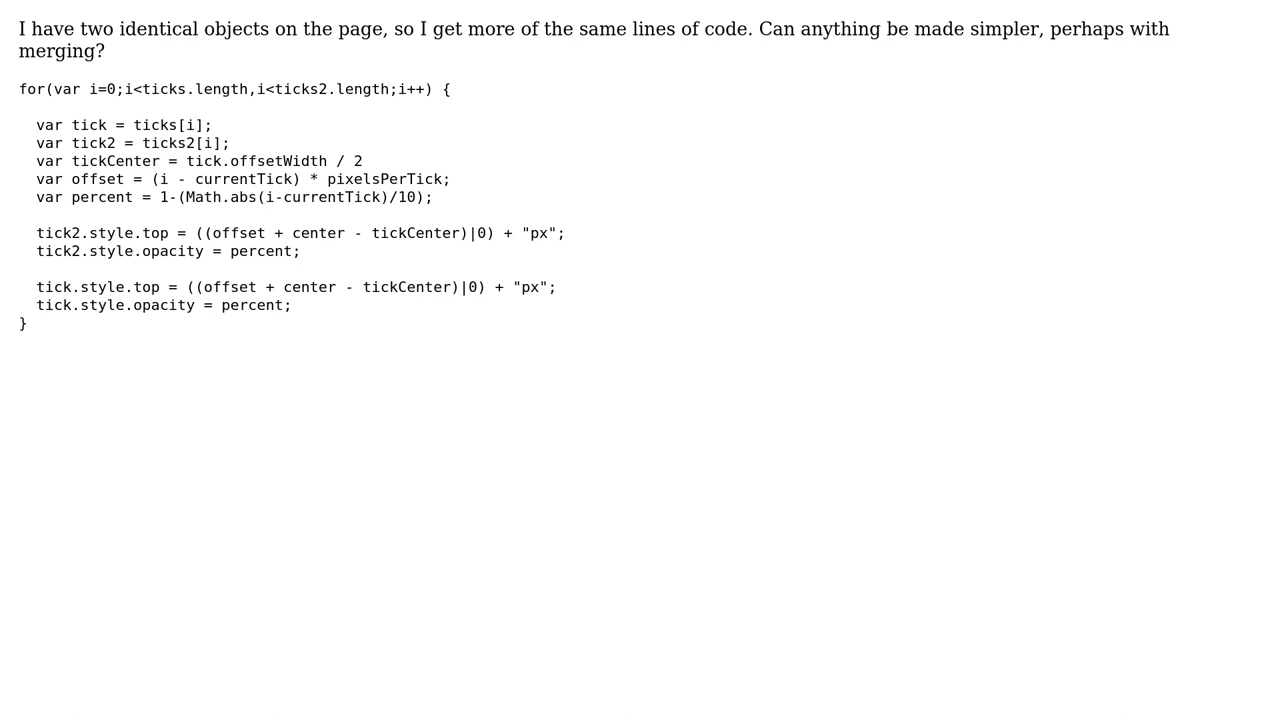 I have two identical objects on the page, so I get more of the same lines of code. Can anything be made simpler, perhaps with
merging?
for(var i=0;i<ticks.length,i<ticks2.length;i++) {
var tick = ticks[i];
var tick2 = ticks2[i];
var tickCenter = tick.offsetWidth / 2
var offset = (i - currentTick) * pixelsPerTick;
var percent = 1-(Math.abs(i-currentTick)/10);
tick2.style.top = ((offset + center - tickCenter)|0) + "px";
tick2.style.opacity = percent;
tick.style.top = ((offset + center - tickCenter)|0) + "px";
tick.style.opacity = percent;
}